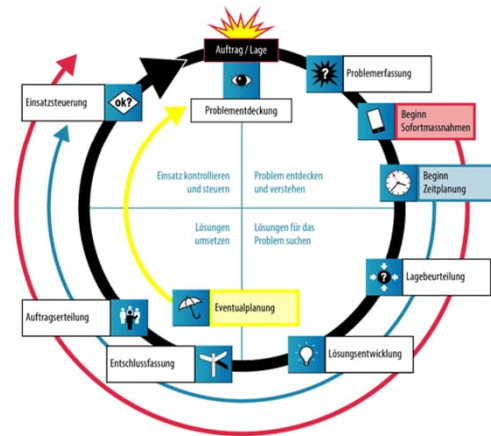 Auftrag / Lage
Problementdeckung
?
Problemerfassung
Beginn
Sofortmassnahmen
Beginn
Zeitplanung
?
Lagebeurteilung
Lösungsentwicklung
Entschlussfassung
Eventualplanung
Auftragserteilung
Einsatzsteuerung
ok?
Einsatz kontrollieren
und steuern
Problem entdecken
und verstehen
Lösungen
umsetzen
Lösungen für das
Problem suchen